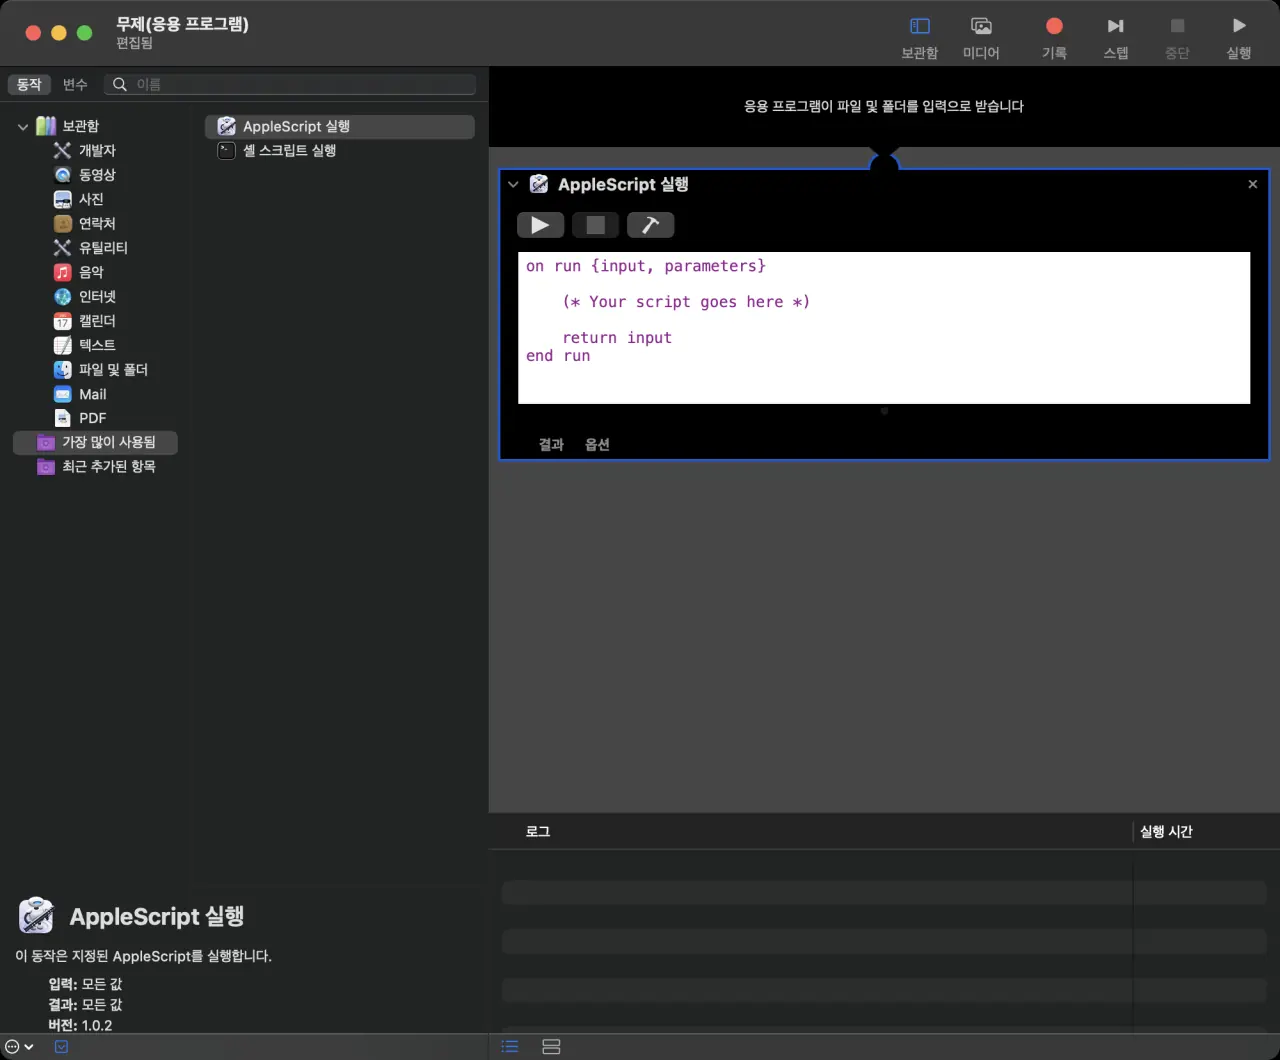 무제(응용 프로그램)
편집됨
보관함
미디어
기록
스텝
중단
실행
동작
변수
이름
보관함
개발자
동영상
사진
연락처
유틸리티
음악
인터넷
17
캘린더
텍스트
파일 및 폴더
Mail
PDF
가장 많이 사용됨
최근 추가된 항목
AppleScript 실행
셸 스크립트 실행
응용 프로그램이 파일 및 폴더를 입력으로 받습니다
AppleScript 실행
on run {input, parameters}
(* Your script goes here *)
return input
end run
결과
옵션
로그
실행 시간
AppleScript 실행
이 동작은 지정된 AppleScript를 실행합니다.
입력: 모든 값
결과: 모든 값
버전: 1.0.2